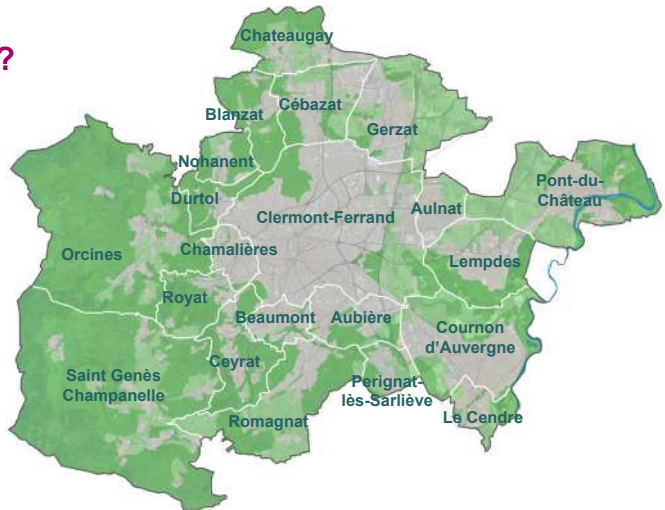 ?
Chateaugay
Blanzat
Cébazat
Gerzat
Nohanent
Durtol
Pont-du-
Château
Clermont-Ferrand
Aulnat
Orcines
Chamalières
Lempdes
Royat
Beaumont
Aubière
Cournon
d'Auvergne
Ceyrat
Saint Genès
Champanelle
Perignat-
lès-Sarliève
Romagnat
Le Cendre